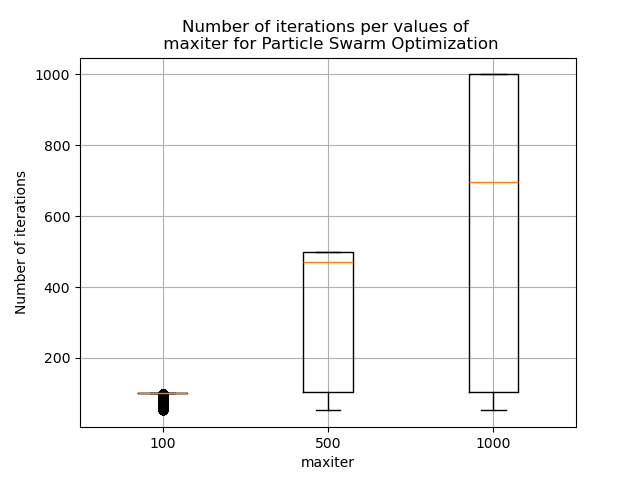 Number of iterations per values of
maxiter for Particle Swarm Optimization
1000
800
600
400
200
Number of iterations
100 500 1000
maxiter